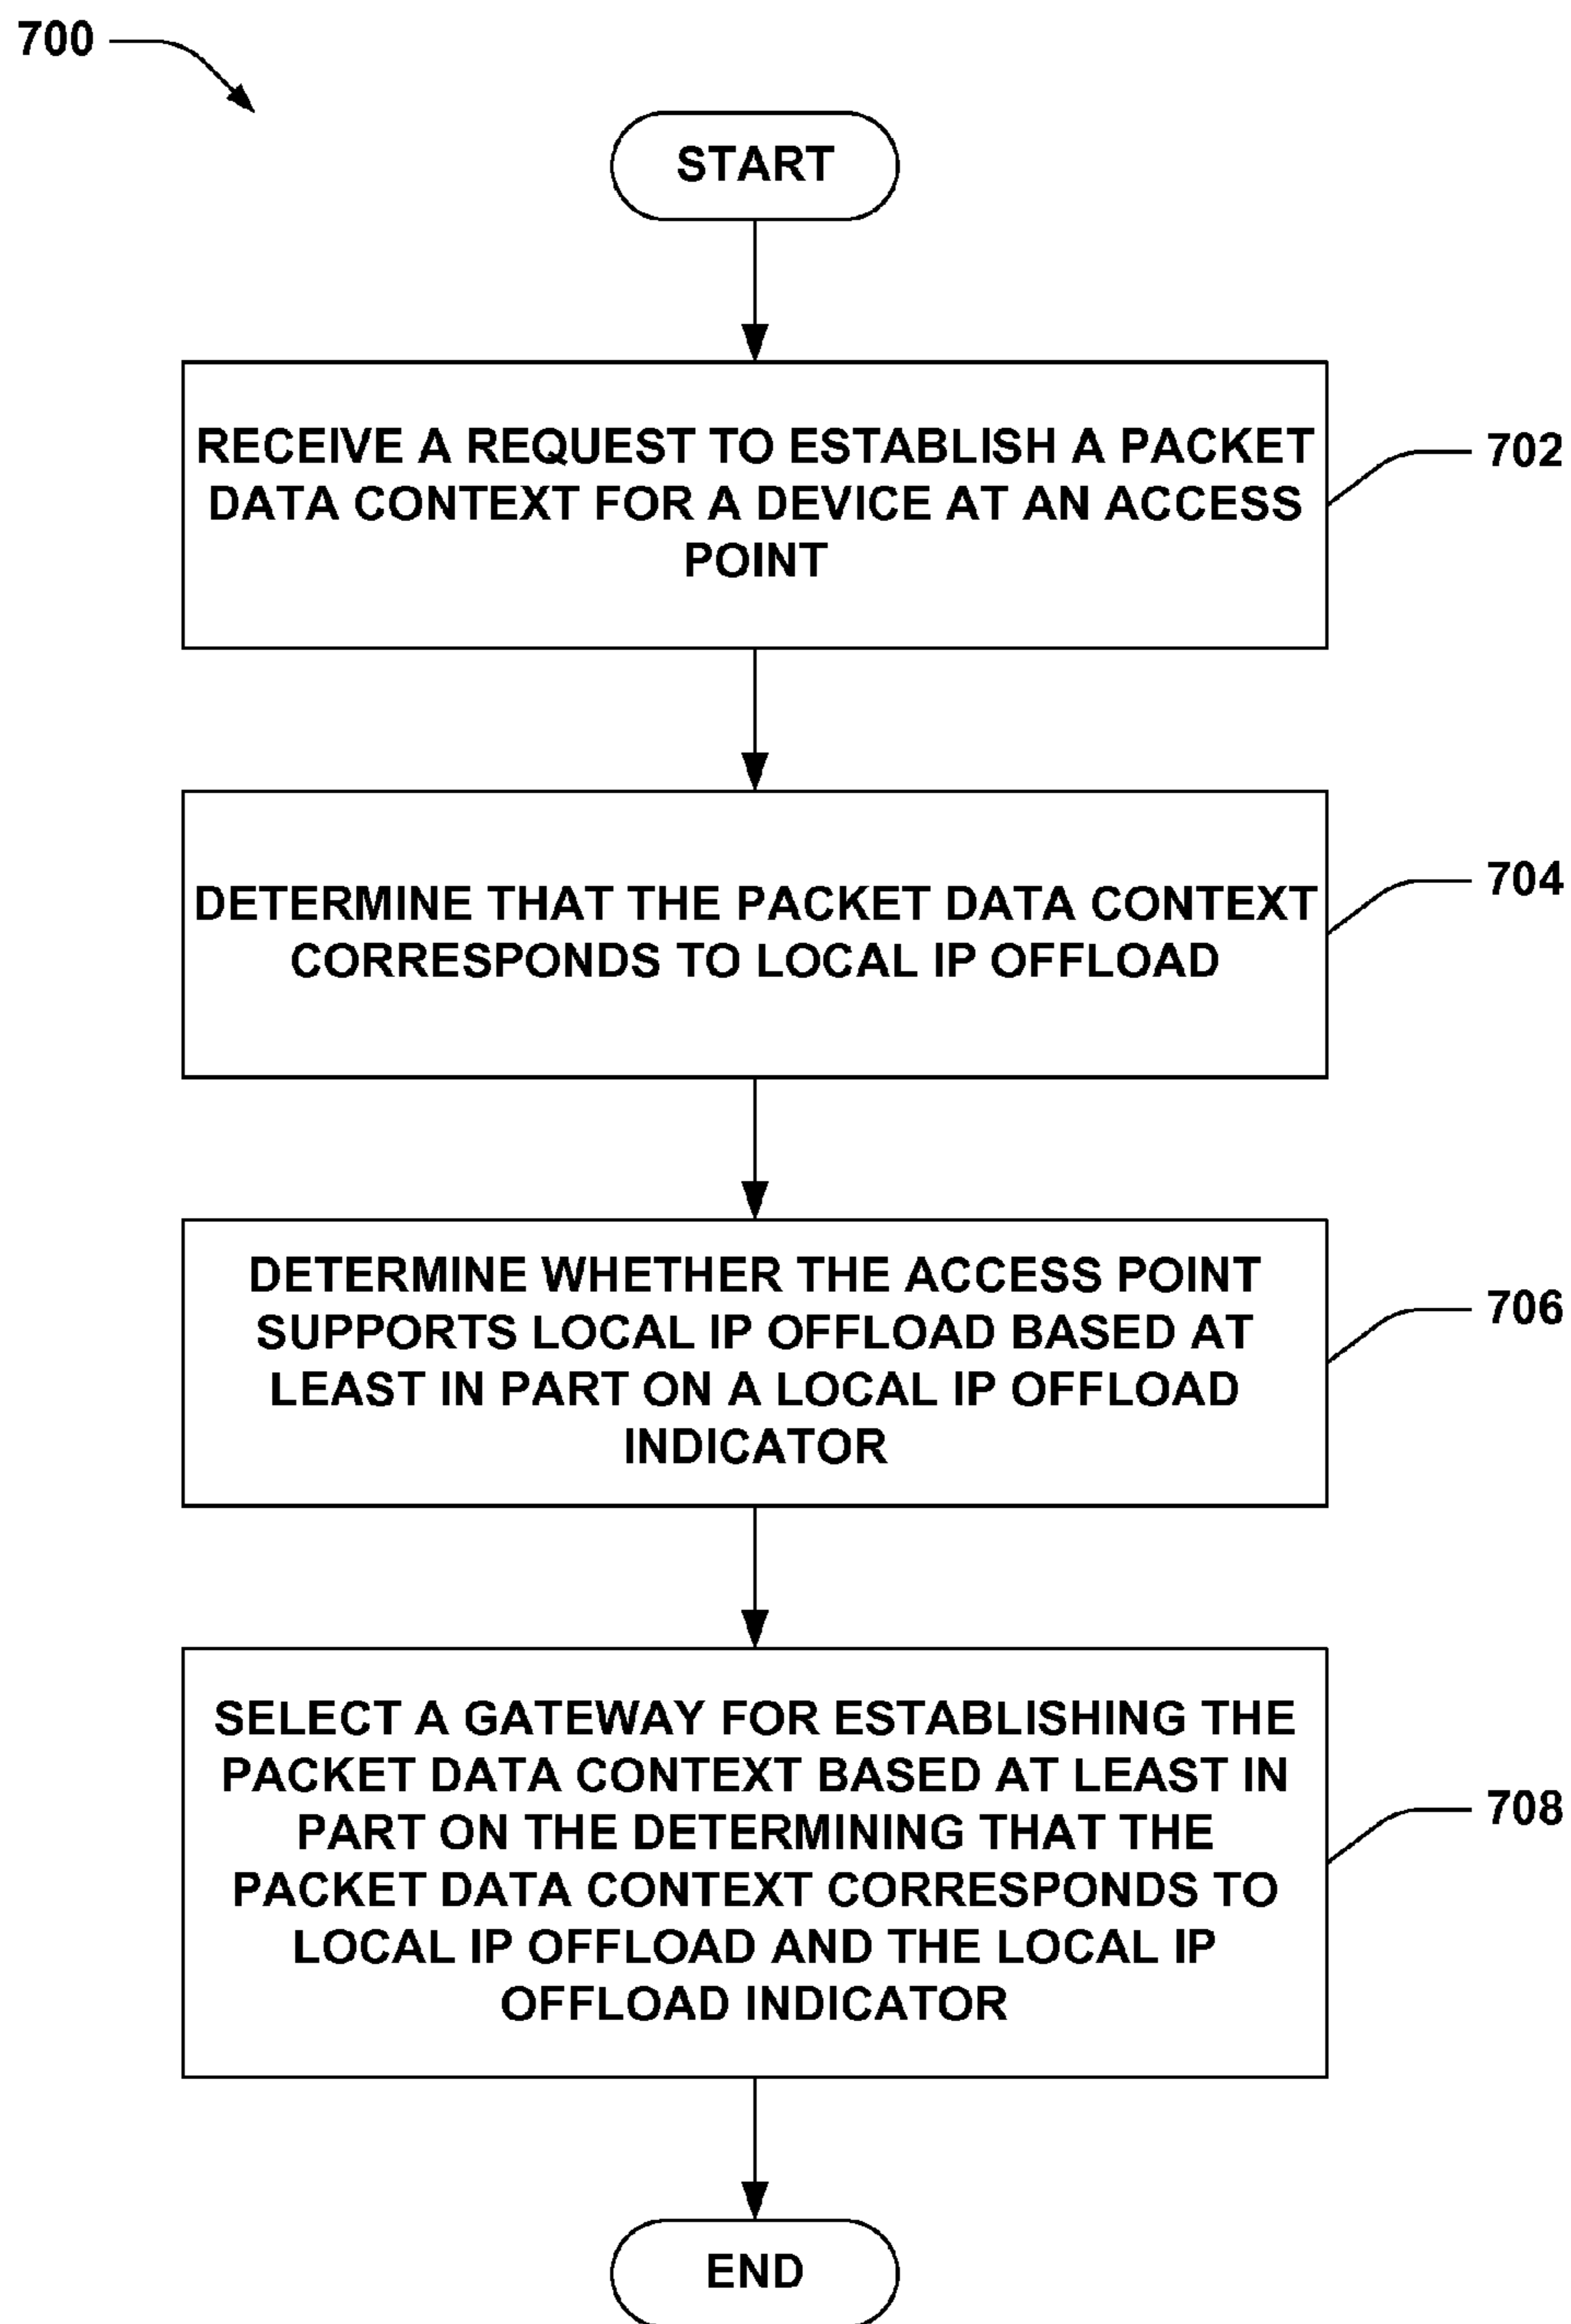 700
START
RECEIVE A REQUEST TO ESTABLISH A PACKET
DATA CONTEXT FOR A DEVICE AT AN ACCESS
POINT
702
DETERMINE THAT THE PACKET DATA CONTEXT
CORRESPONDS TO LOCAL IP OFFLOAD
704
DETERMINE WHETHER THE ACCESS POINT
SUPPORTS LOCAL IP OFFLOAD BASED AT
LEAST IN PART ON A LOCAL IP OFFLOAD
INDICATOR
706
SELECT A GATEWAY FOR ESTABLISHING THE
PACKET DATA CONTEXT BASED AT LEAST IN
PART ON THE DETERMINING THAT THE
PACKET DATA CONTEXT CORRESPONDS TO
LOCAL IP OFFLOAD AND THE LOCAL IP
OFFLOAD INDICATOR
708
END